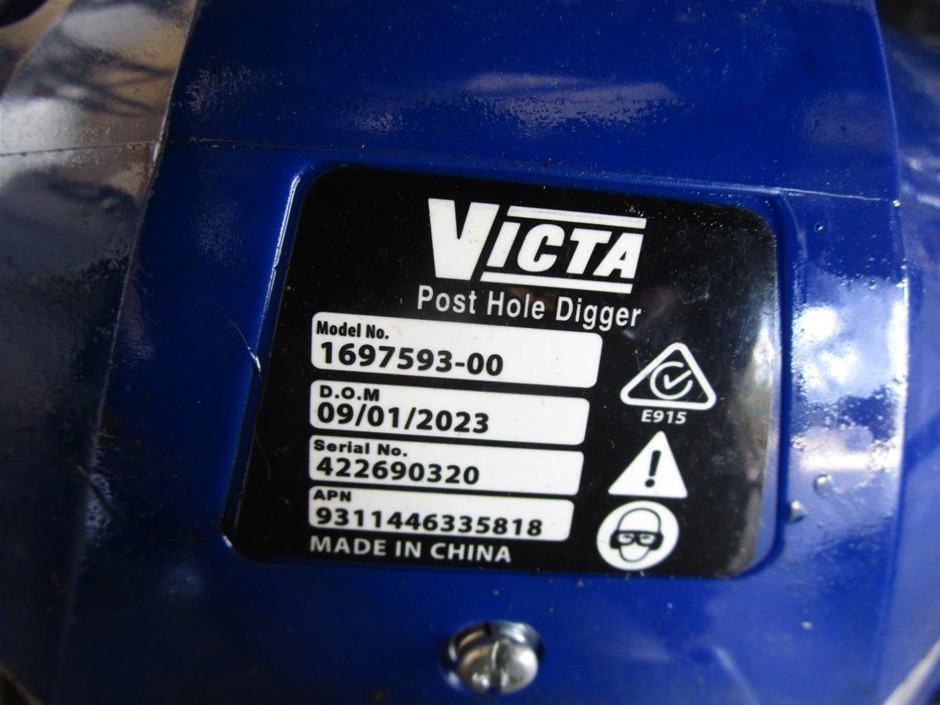 VICTA
Post Hole Digger
Model No.
1697593-00
D.O.M
09/01/2023
Serial No.
422690320
APN
9311446335818
MADE IN CHINA
E915